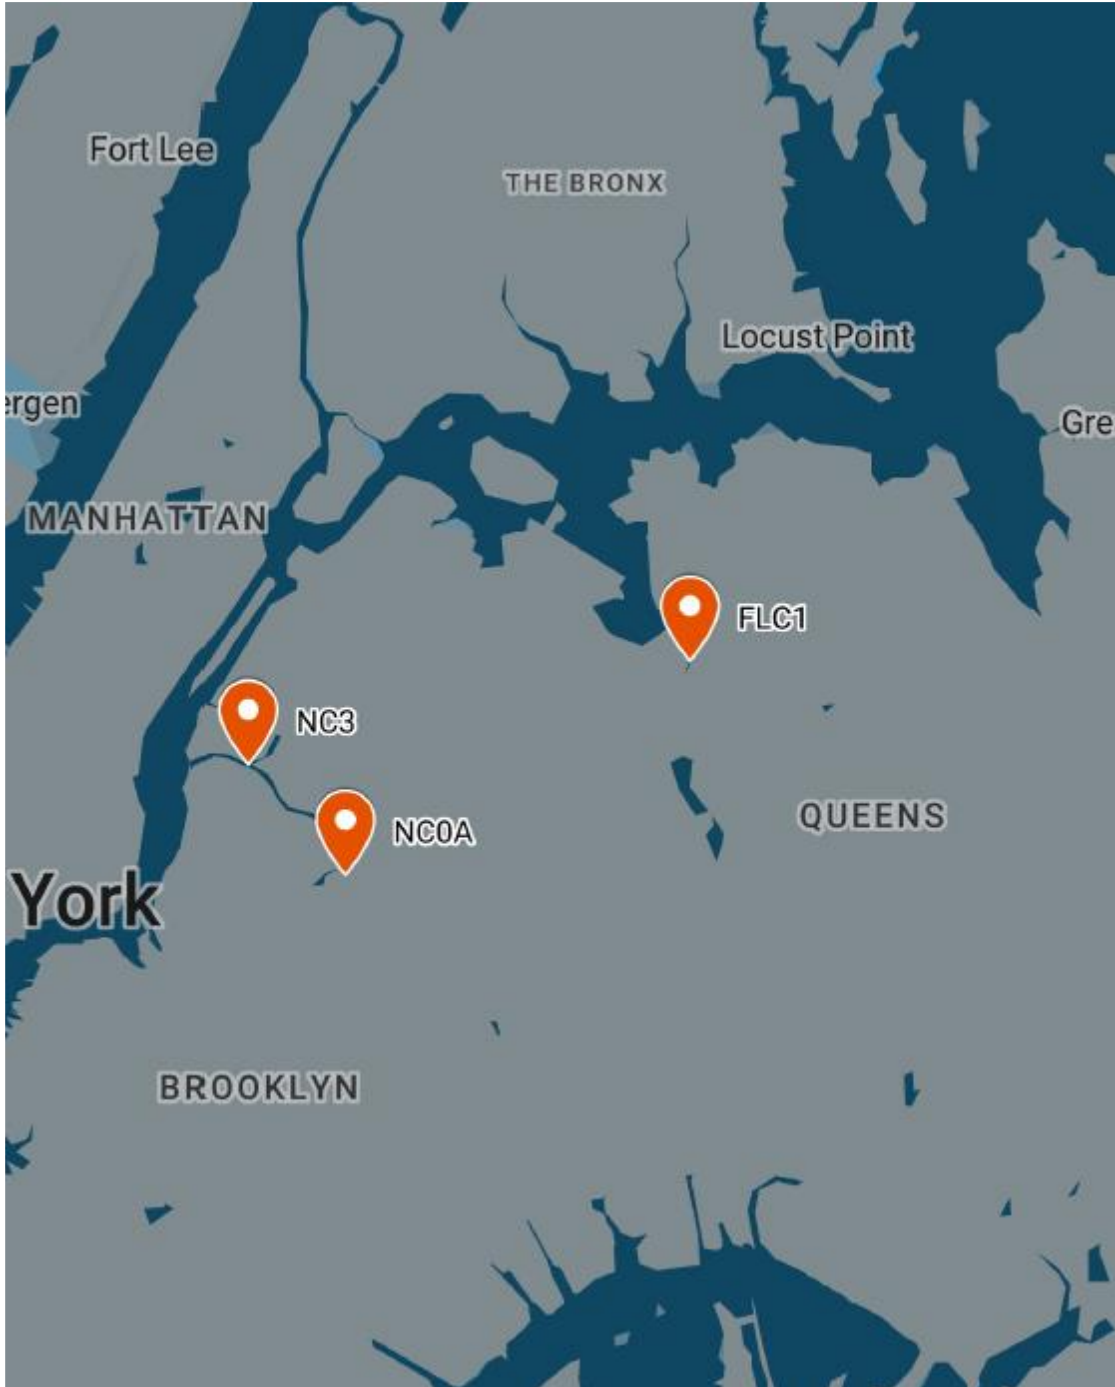 Fort Lee
THE BRONX
Locust Point
ergen
Gre
MANHATTAN
FLC1
NC3
QUEENS
NC0A
York
BROOKLYN